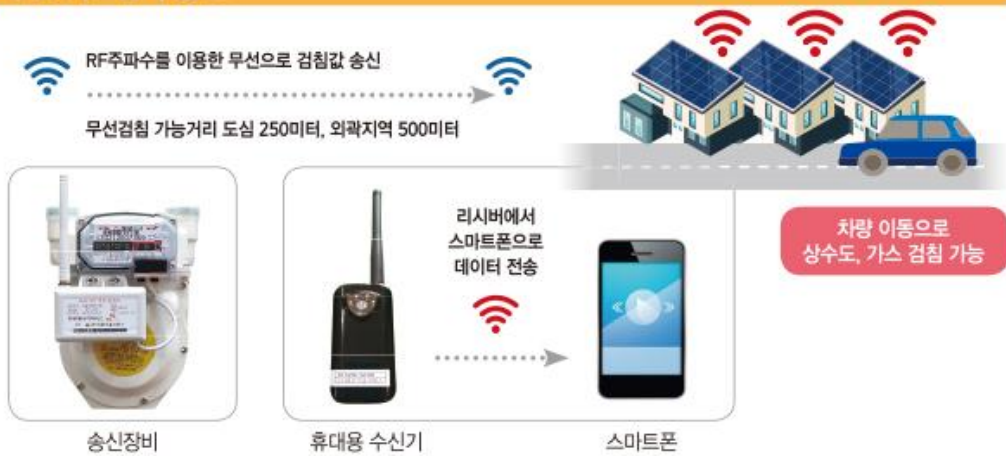 RF주파수를 이용한 무선으로 검침값 송신
무선검침 가능거리 도심 250미터, 외곽지역 500미터
리시버에서
스마트폰으로
데이터 전송
차량 이동으로
상수도, 가스 검침 가능
송신장비
휴대용 수신기
스마트폰